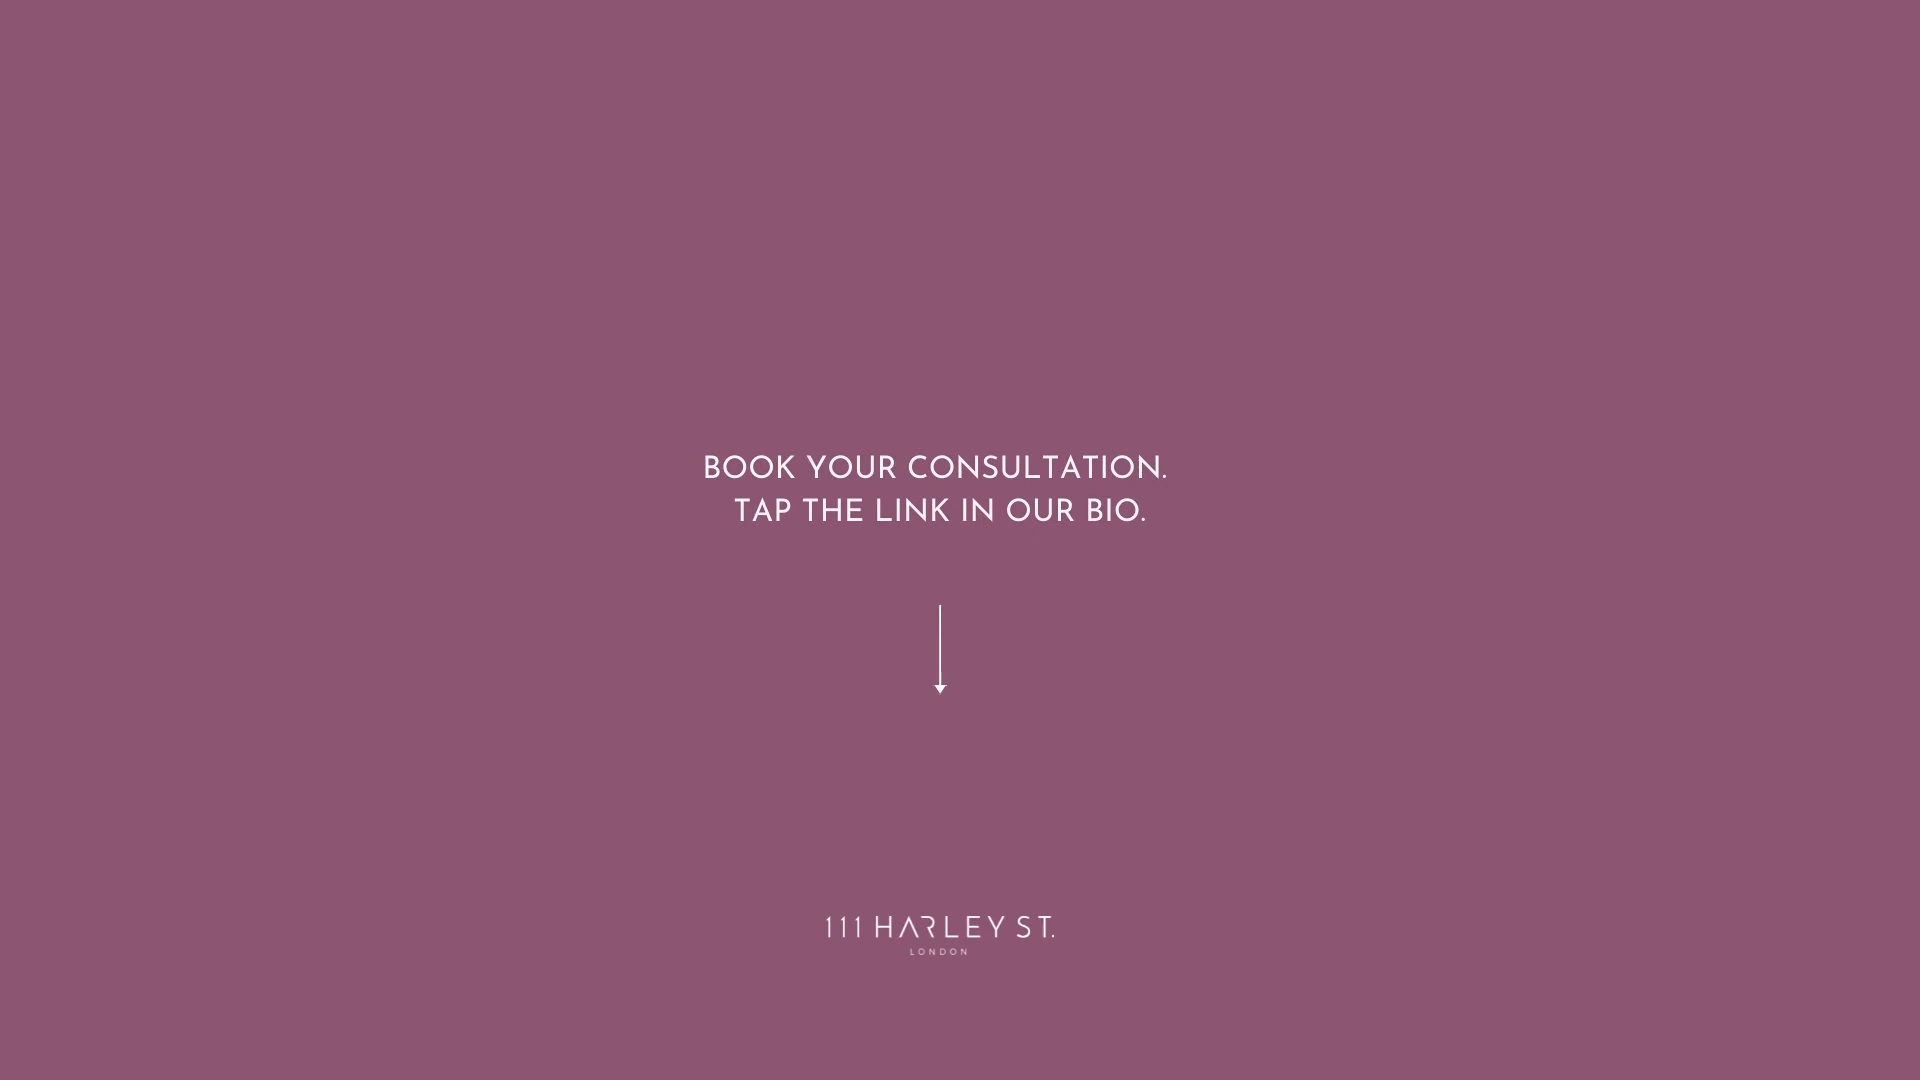 BOOK YOUR CONSULTATION.
TAP THE LINK IN OUR BIO.
111 HARLEY ST.
LONDON